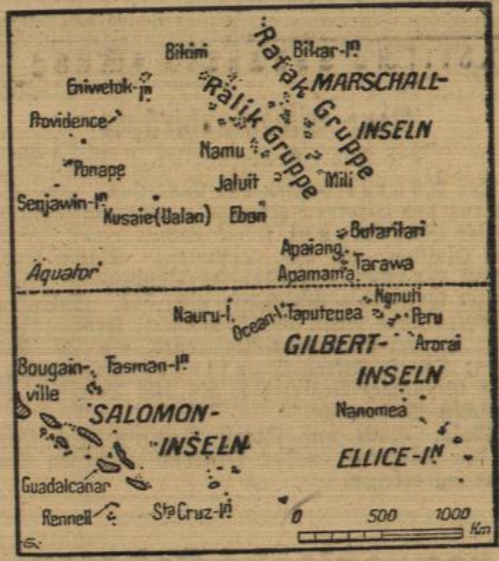 Bikini
Ratak Gruppe
Bikar-In
MARSCHALL-
INSELN
Eniwetok-
In
Rälik Gruppe
Providence
Namu
Ponape
Jaluit
Mili
Senjawin-In
Kusaie (Ualan)
Ebon
Butaritari
Apaiang
Tarawa
Apamama
Äquator
Nauru-I.
Ocean-I.
Taputeuea
Ngnuti
Peru
Arorai
GILBERT-
INSELN
Bougain-
ville
Tasman-In
SALOMON-
INSELN
Nanomea
ELLICE-In
Guadalcanar
Rennell
Sta Cruz-In
0 500 1000
Km